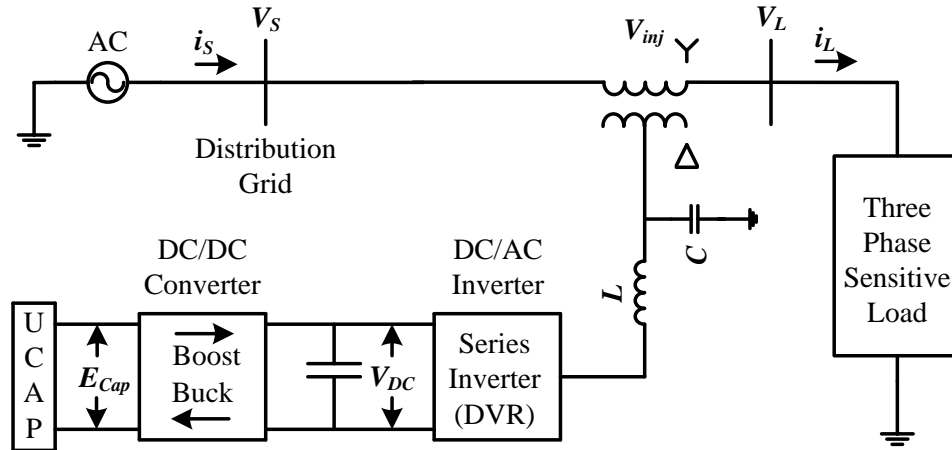 AC
i_S
V_S
V_inj
V_L
i_L
Distribution
Grid
Δ
Three
Phase
Sensitive
Load
C
L
DC/DC
Converter
DC/AC
Inverter
U
C
A
P
E_Cap
Boost
Buck
V_DC
Series
Inverter
(DVR)